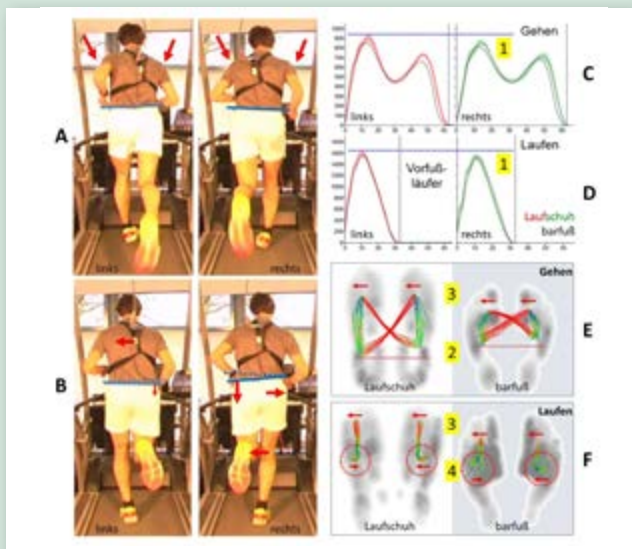 A
links
rechts
B
links
rechts
Gehen
1
C
links
rechts
Laufen
1
Vorfuß-
läufer
D
Laufschuh
barfuß
links
rechts
Gehen
3
E
2
Laufschuh
barfuß
Laufen
3
4
F
Laufschuh
barfuß